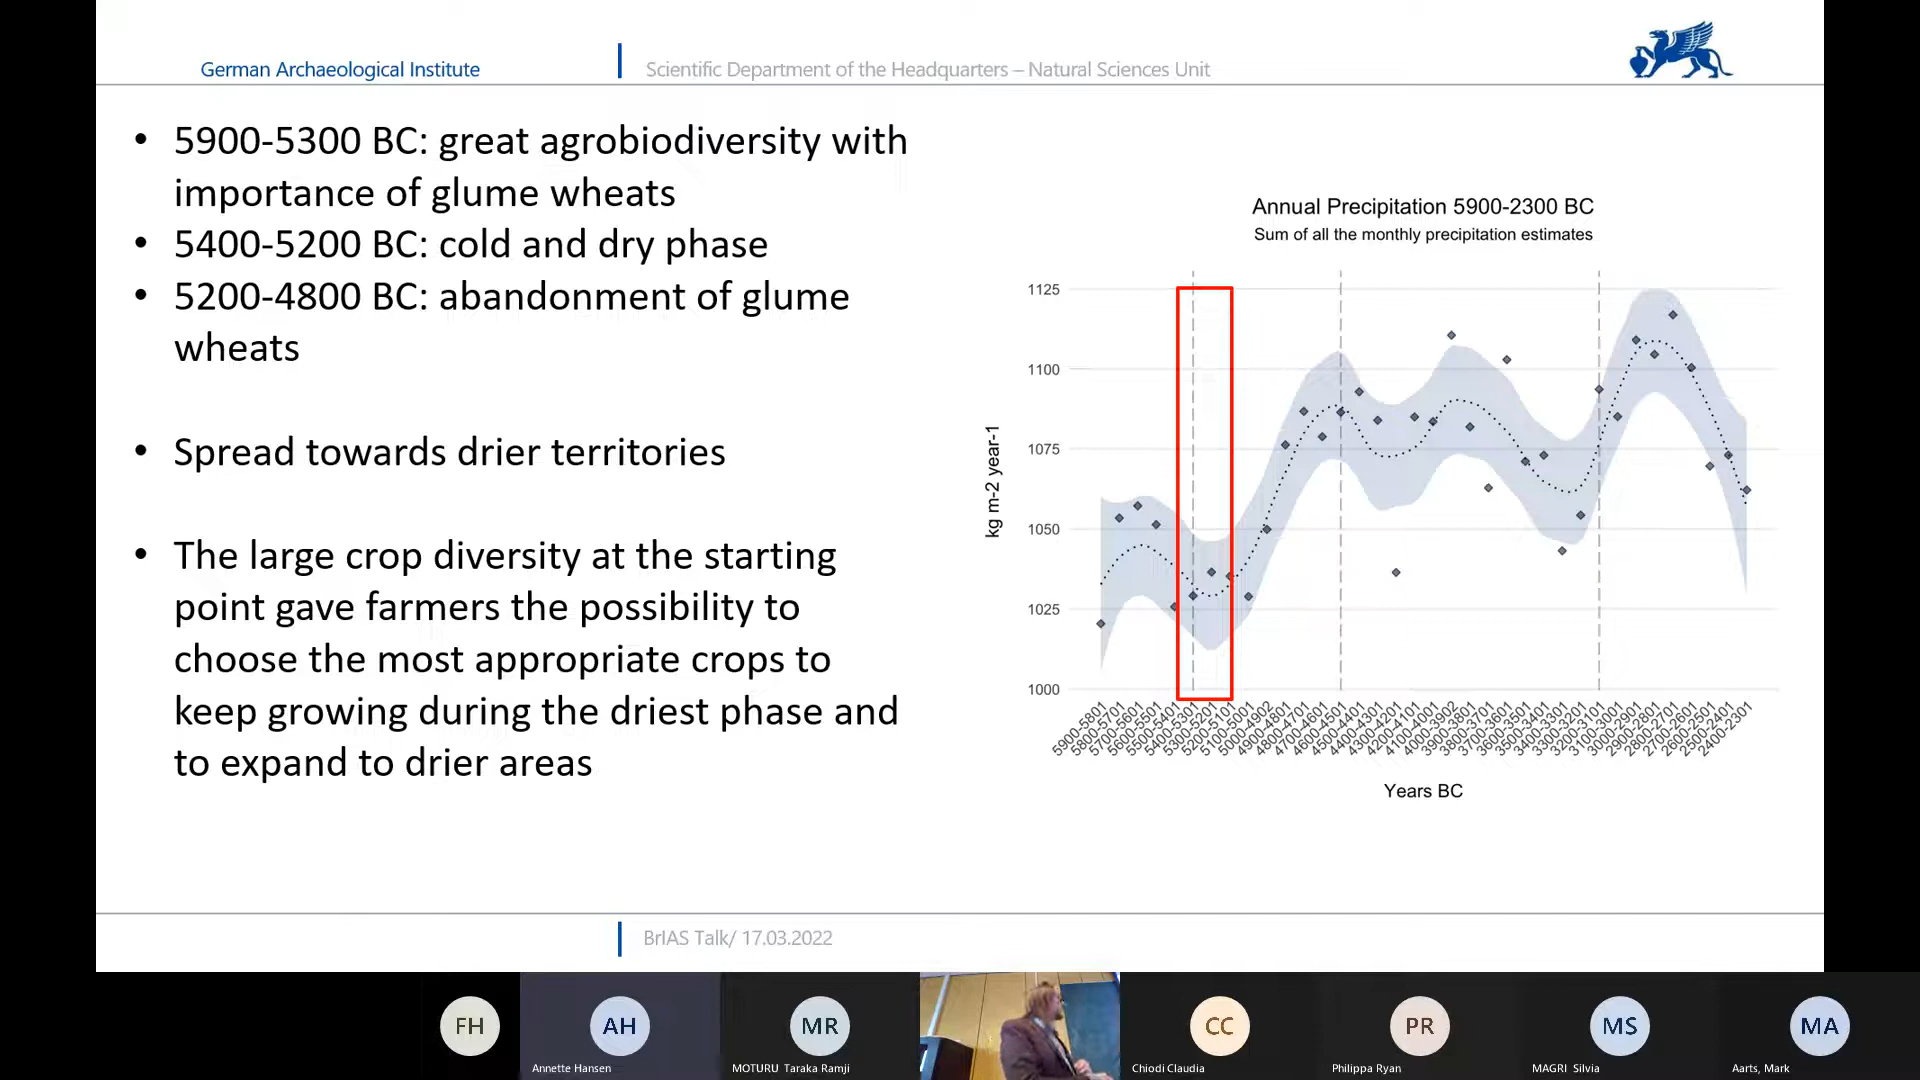 German Archaeological Institute
Scientific Department of the Headquarters – Natural Sciences Unit
• 5900-5300 BC: great agrobiodiversity with
importance of glume wheats
• 5400-5200 BC: cold and dry phase
• 5200-4800 BC: abandonment of glume
wheats
• Spread towards drier territories
• The large crop diversity at the starting
point gave farmers the possibility to
choose the most appropriate crops to
keep growing during the driest phase and
to expand to drier areas
Annual Precipitation 5900-2300 BC
Sum of all the monthly precipitation estimates
kg m-2 year-1
1125
1100
1075
1050
1025
1000
5900-5801
5800-5701
5700-5601
5600-5501
5500-5401
5400-5301
5300-5201
5200-5101
5100-5001
5000-4902
4900-4801
4800-4701
4700-4601
4600-4501
4500-4401
4400-4301
4300-4201
4200-4101
4100-4001
4000-3902
3900-3801
3800-3701
3700-3601
3600-3501
3500-3401
3400-3301
3300-3201
3200-3101
3100-3001
3000-2901
2900-2801
2800-2701
2700-2601
2600-2501
2500-2401
2400-2301
Years BC
BrIAS Talk/ 17.03.2022
FH
AH
Annette Hansen
MR
MOTURU Taraka Ramji
CC
Chiodi Claudia
PR
Philippa Ryan
MS
MAGRI Silvia
MA
Aarts, Mark